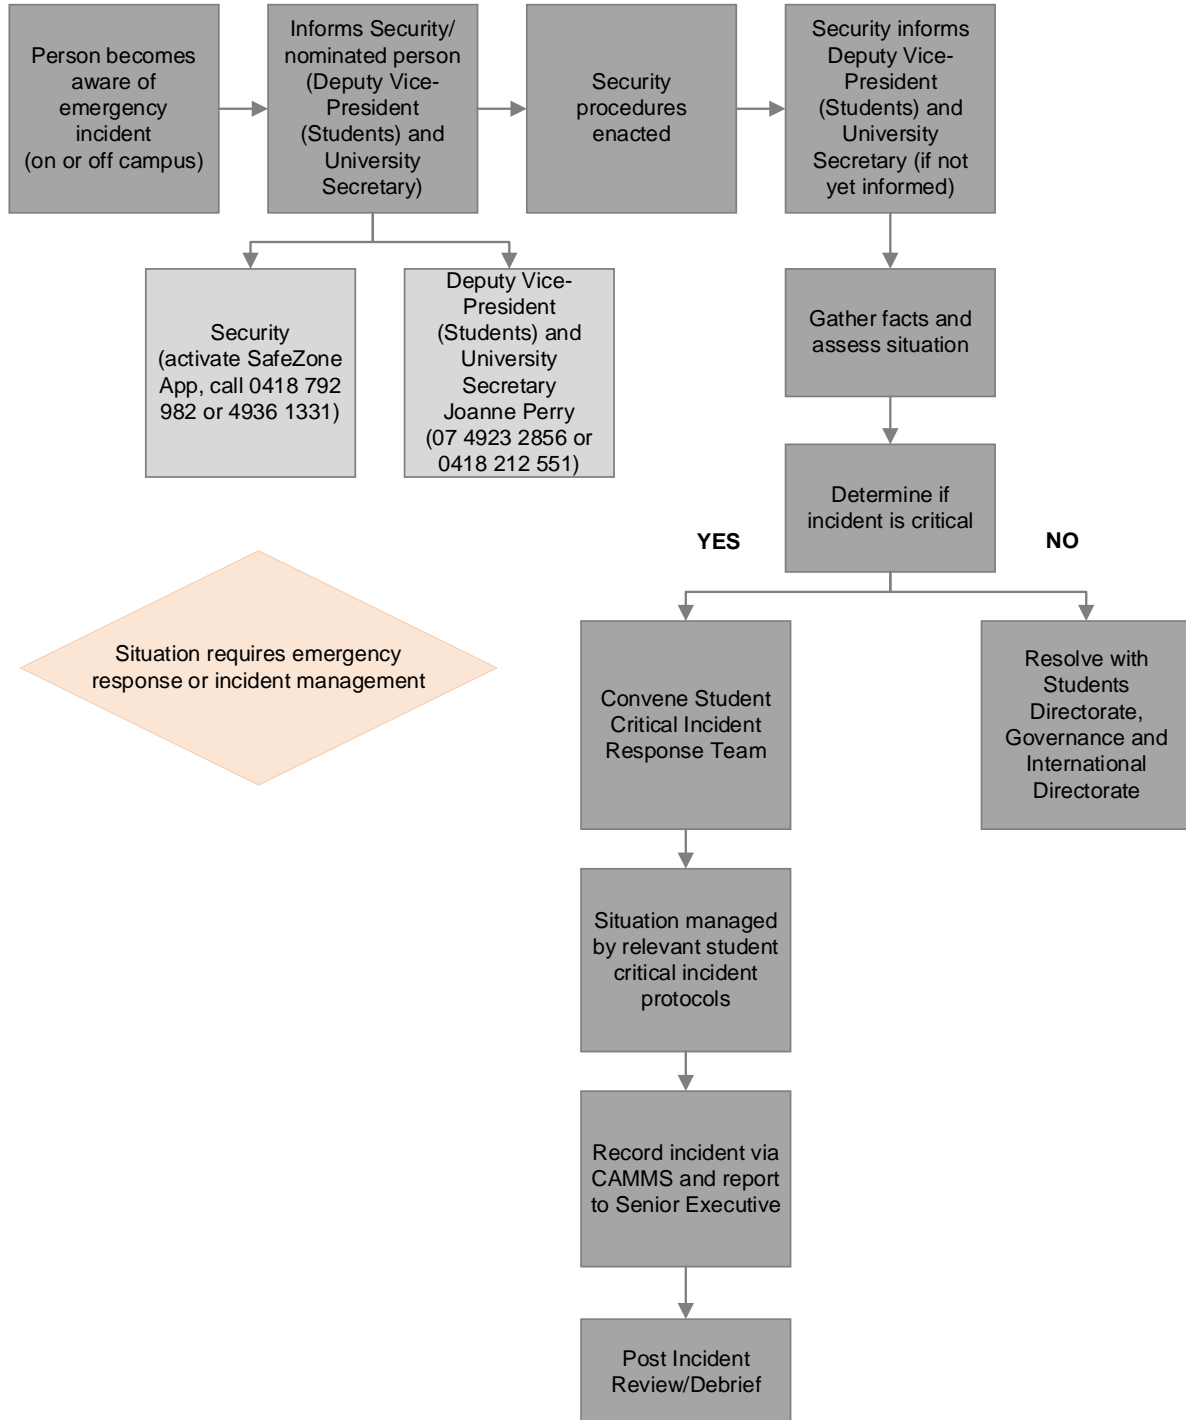 Person becomes
aware of
emergency
incident
(on or off campus)
Informs Security/
nominated person
(Deputy Vice-
President
(Students) and
University
Secretary)
Security
procedures
enacted
Security informs
Deputy Vice-
President
(Students) and
University
Secretary (if not
yet informed)
Security
(activate SafeZone
App, call 0418 792
982 or 4936 1331)
Deputy Vice-
President
(Students) and
University
Secretary
Joanne Perry
(07 4923 2856 or
0418 212 551)
Gather facts and
assess situation
Determine if
incident is critical
YES
NO
Situation requires emergency
response or incident management
Convene Student
Critical Incident
Response Team
Resolve with
Students
Directorate,
Governance and
International
Directorate
Situation managed
by relevant student
critical incident
protocols
Record incident via
CAMMS and report
to Senior Executive
Post Incident
Review/Debrief